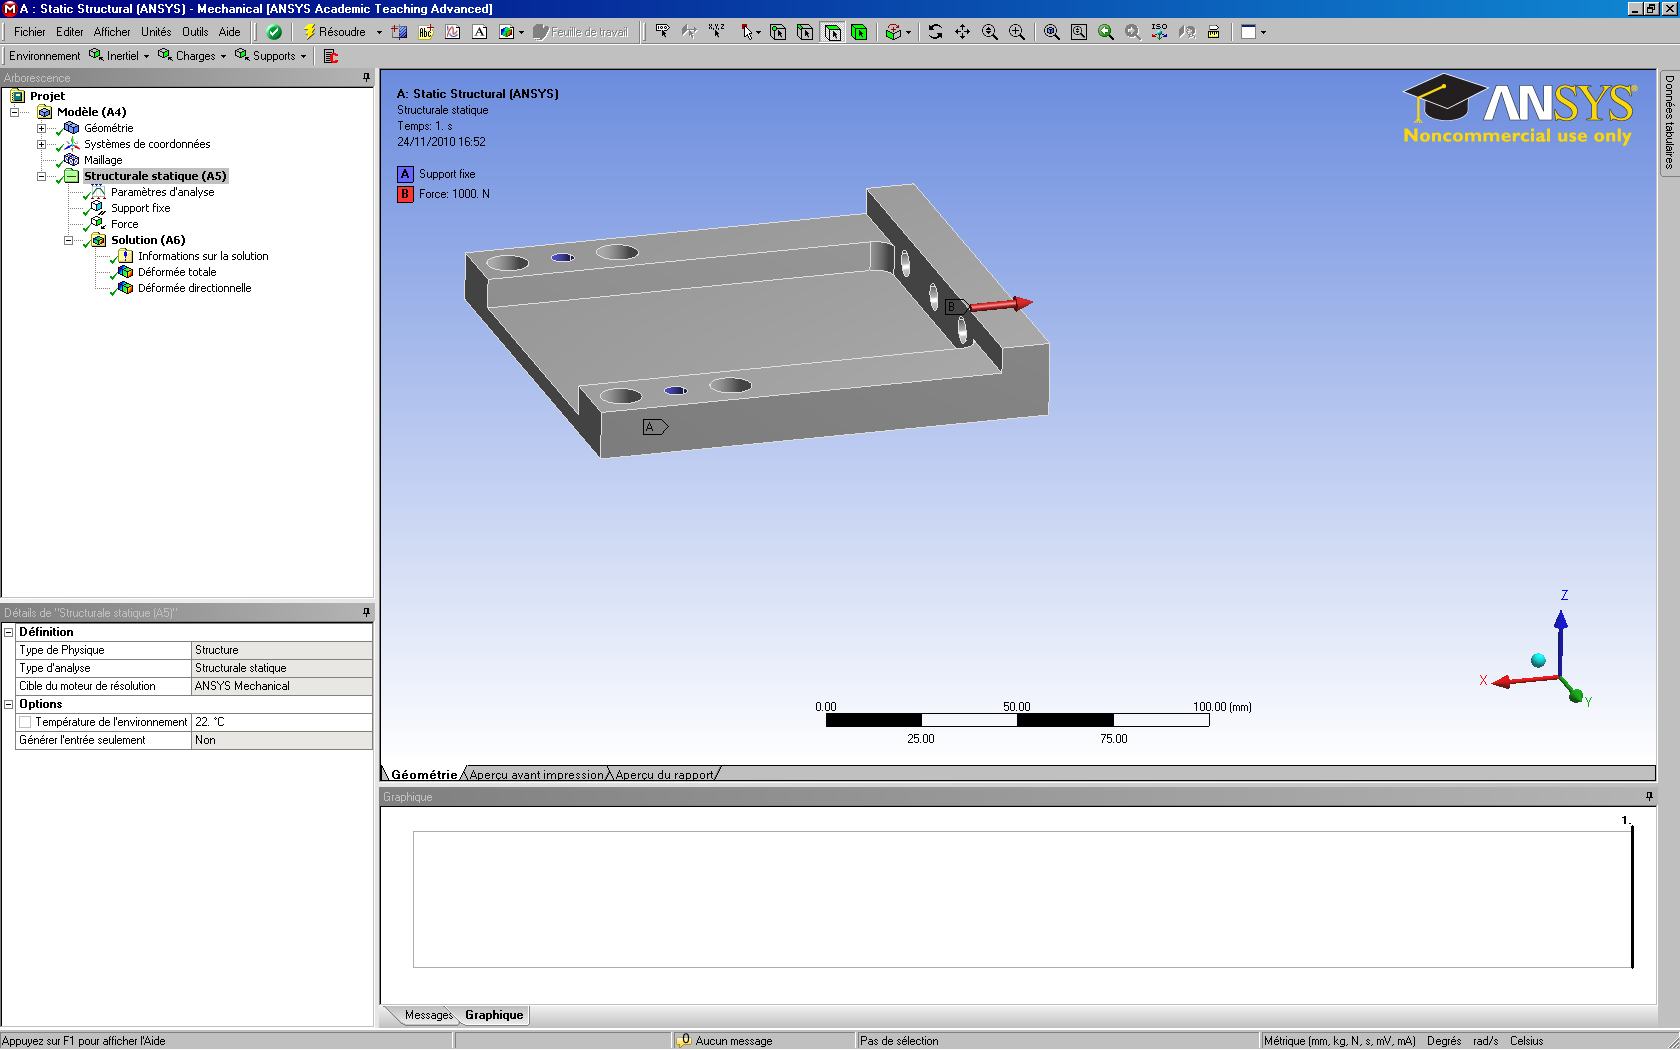 A : Static Structural (ANSYS) - Mechanical [ANSYS Academic Teaching Advanced]
Fichier Editer Afficher Unités Outils Aide Résoudre Feuille de travail
Environnement Inertiel Charges Supports
Arborescence
Projet
Modèle (A4)
Géométrie
Systèmes de coordonnées
Maillage
Structurale statique (A5)
Paramètres d'analyse
Support fixe
Force
Solution (A6)
Informations sur la solution
Déformée totale
Déformée directionnelle
Détails de "Structurale statique (A5)"
Définition
Type de Physique Structure
Type d'analyse Structurale statique
Cible du moteur de résolution ANSYS Mechanical
Options
Température de l'environnement 22. °C
Générer l'entrée seulement Non
A: Static Structural (ANSYS)
Structurale statique
Temps: 1. s
24/11/2010 16:52
A Support fixe
B Force: 1000. N
ANSYS
Noncommercial use only
B
A
Z
X
Y
0.00 50.00 100.00 (mm)
25.00 75.00
Géométrie Aperçu avant impression Aperçu du rapport
Données tabulaires
Graphique
1.
Messages Graphique
Appuyez sur F1 pour afficher l'Aide
0 Aucun message
Pas de sélection
Métrique (mm, kg, N, s, mV, mA) Degrés rad/s Celsius